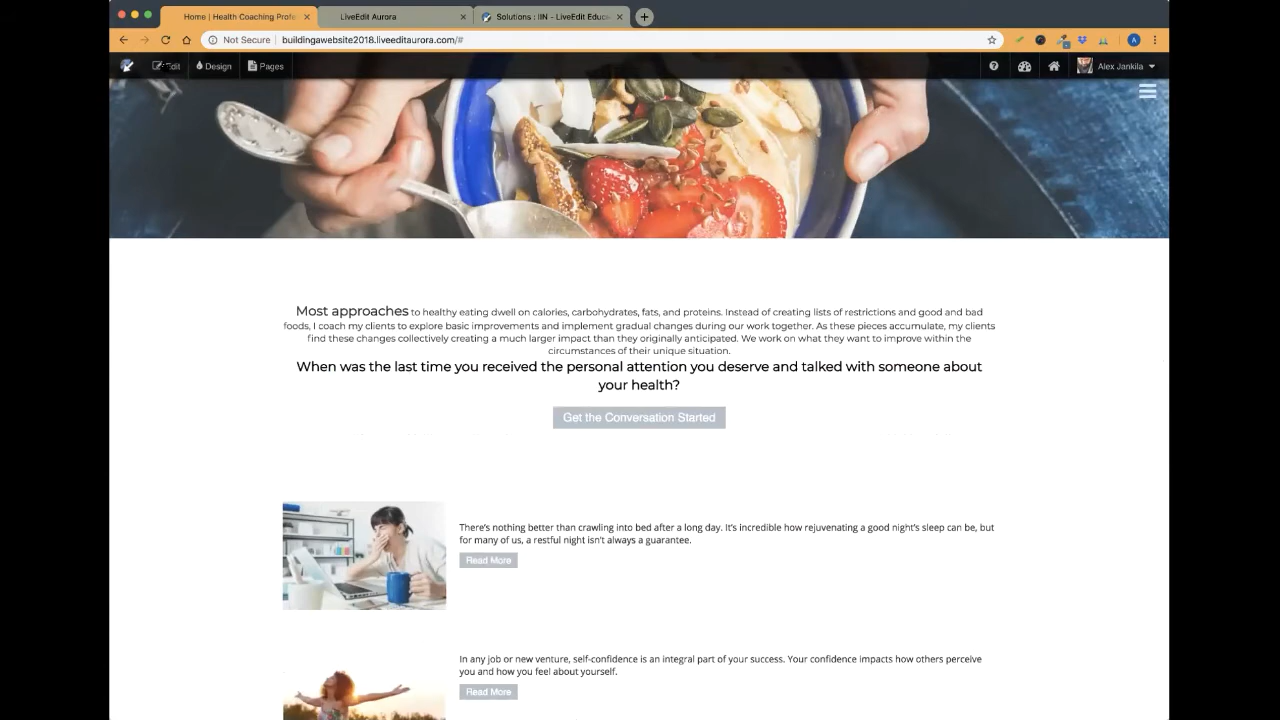 Home | Health Coaching Profe
LiveEdit Aurora
Solutions : IIN - LiveEdit Educ
Not Secure
buildingawebsite2018.liveeditaurora.com/#
A
Edit
Design
Pages
Alex Jankila
Most approaches to healthy eating dwell on calories, carbohydrates, fats, and proteins. Instead of creating lists of restrictions and good and bad
foods, I coach my clients to explore basic improvements and implement gradual changes during our work together. As these pieces accumulate, my clients
find these changes collectively creating a much larger impact than they originally anticipated. We work on what they want to improve within the
circumstances of their unique situation.
When was the last time you received the personal attention you deserve and talked with someone about
your health?
Get the Conversation Started
There's nothing better than crawling into bed after a long day. It's incredible how rejuvenating a good night's sleep can be, but
for many of us, a restful night isn't always a guarantee.
Read More
In any job or new venture, self-confidence is an integral part of your success. Your confidence impacts how others perceive
you and how you feel about yourself.
Read More